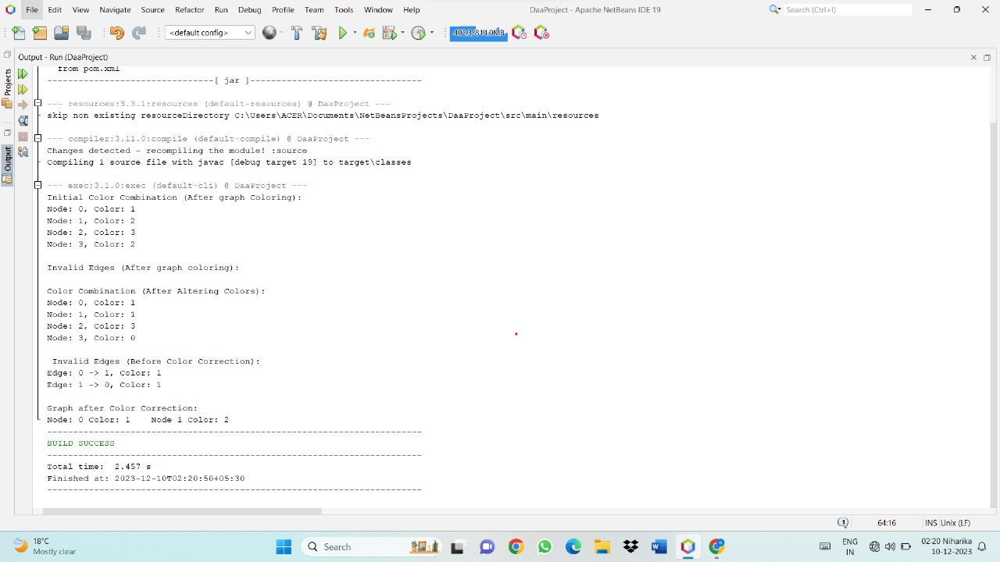 File Edit View Navigate Source Refactor Run Debug Profile Team Tools Window Help DaaProject - Apache NetBeans IDE 19 Search (Ctrl+I)
<default config> 402.3/814.0MB
Output - Run (DaaProject)
Projects
Output
from pom.xml
--------------------------------[ jar ]---------------------------------
--- resources:3.3.1:resources (default-resources) @ DaaProject ---
skip non existing resourceDirectory C:\Users\ACER\Documents\NetBeansProjects\DaaProject\src\main\resources
--- compiler:3.11.0:compile (default-compile) @ DaaProject ---
Changes detected - recompiling the module! :source
Compiling 1 source file with javac [debug target 19] to target\classes
--- exec:3.1.0:exec (default-cli) @ DaaProject ---
Initial Color Combination (After graph Coloring):
Node: 0, Color: 1
Node: 1, Color: 2
Node: 2, Color: 3
Node: 3, Color: 2
Invalid Edges (After graph coloring):
Color Combination (After Altering Colors):
Node: 0, Color: 1
Node: 1, Color: 1
Node: 2, Color: 3
Node: 3, Color: 0
Invalid Edges (Before Color Correction):
Edge: 0 -> 1, Color: 1
Edge: 1 -> 0, Color: 1
Graph after Color Correction:
Node: 0 Color: 1    Node 1 Color: 2
------------------------------------------------------------------------
BUILD SUCCESS
------------------------------------------------------------------------
Total time:  2.457 s
Finished at: 2023-12-10T02:20:50+05:30
------------------------------------------------------------------------
1 64:16 INS Unix (LF)
18°C
Mostly clear
Search
ENG
IN
02:20 Niharika
10-12-2023